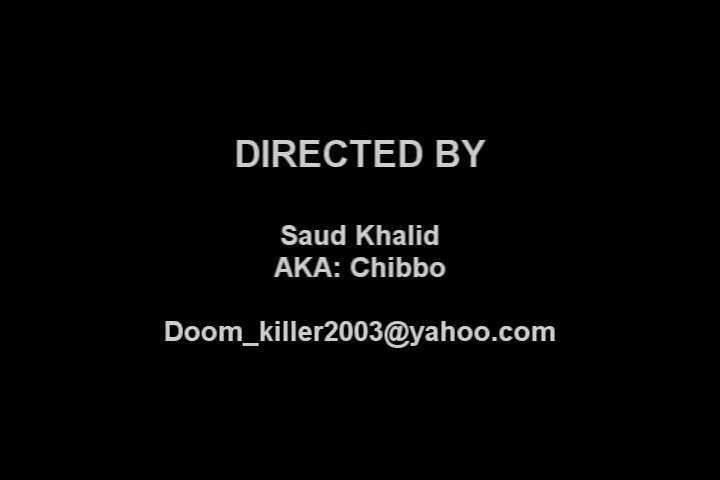 DIRECTED BY
Saud Khalid
AKA: Chibbo
Doom_killer2003@yahoo.com